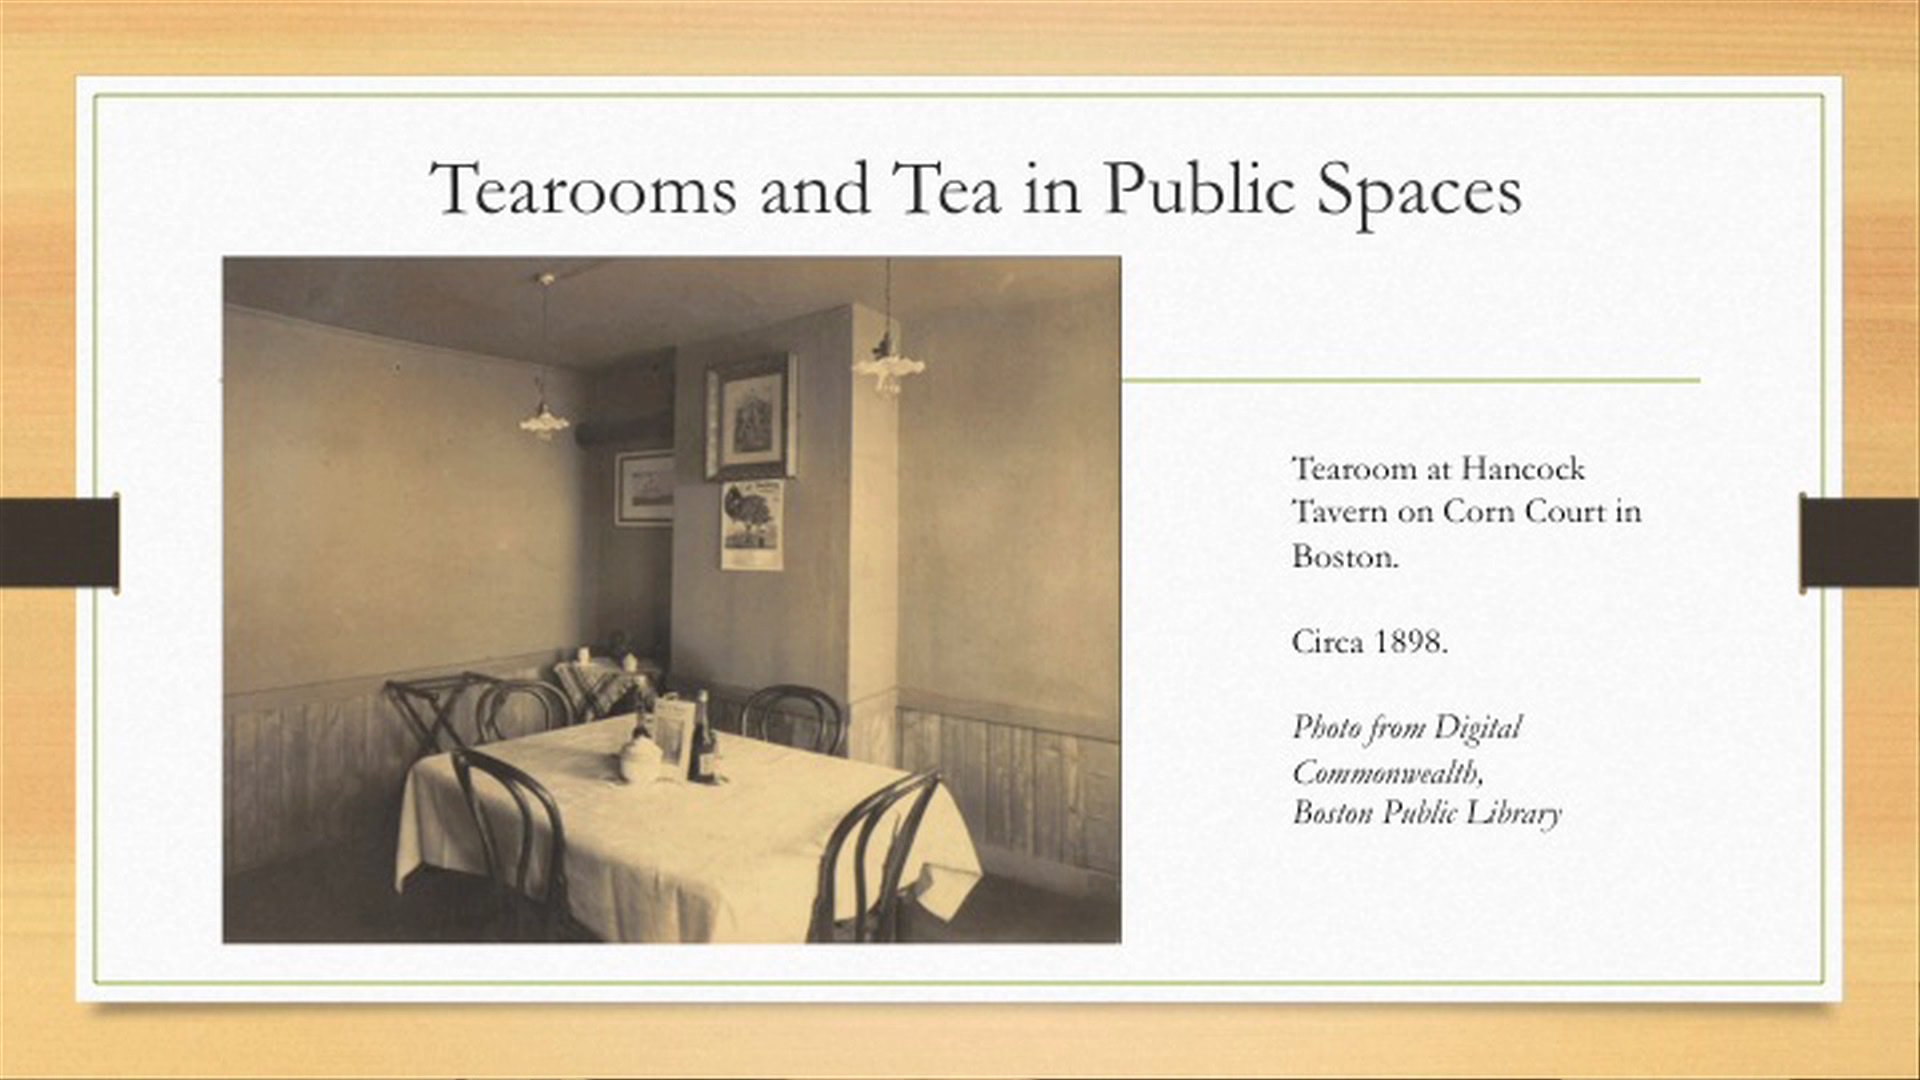 Tearooms and Tea in Public Spaces
Tearoom at Hancock
Tavern on Corn Court in
Boston.
Circa 1898.
Photo from Digital
Commonwealth,
Boston Public Library